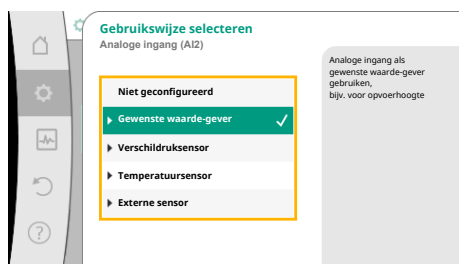 Gebruikswijze selecteren
Analoge ingang (AI2)
Niet geconfigureerd
Gewenste waarde-gever
Verschildruksensor
Temperatuursensor
Externe sensor
Analoge ingang als
gewenste waarde-gever
gebruiken,
bijv. voor opvoerhoogte